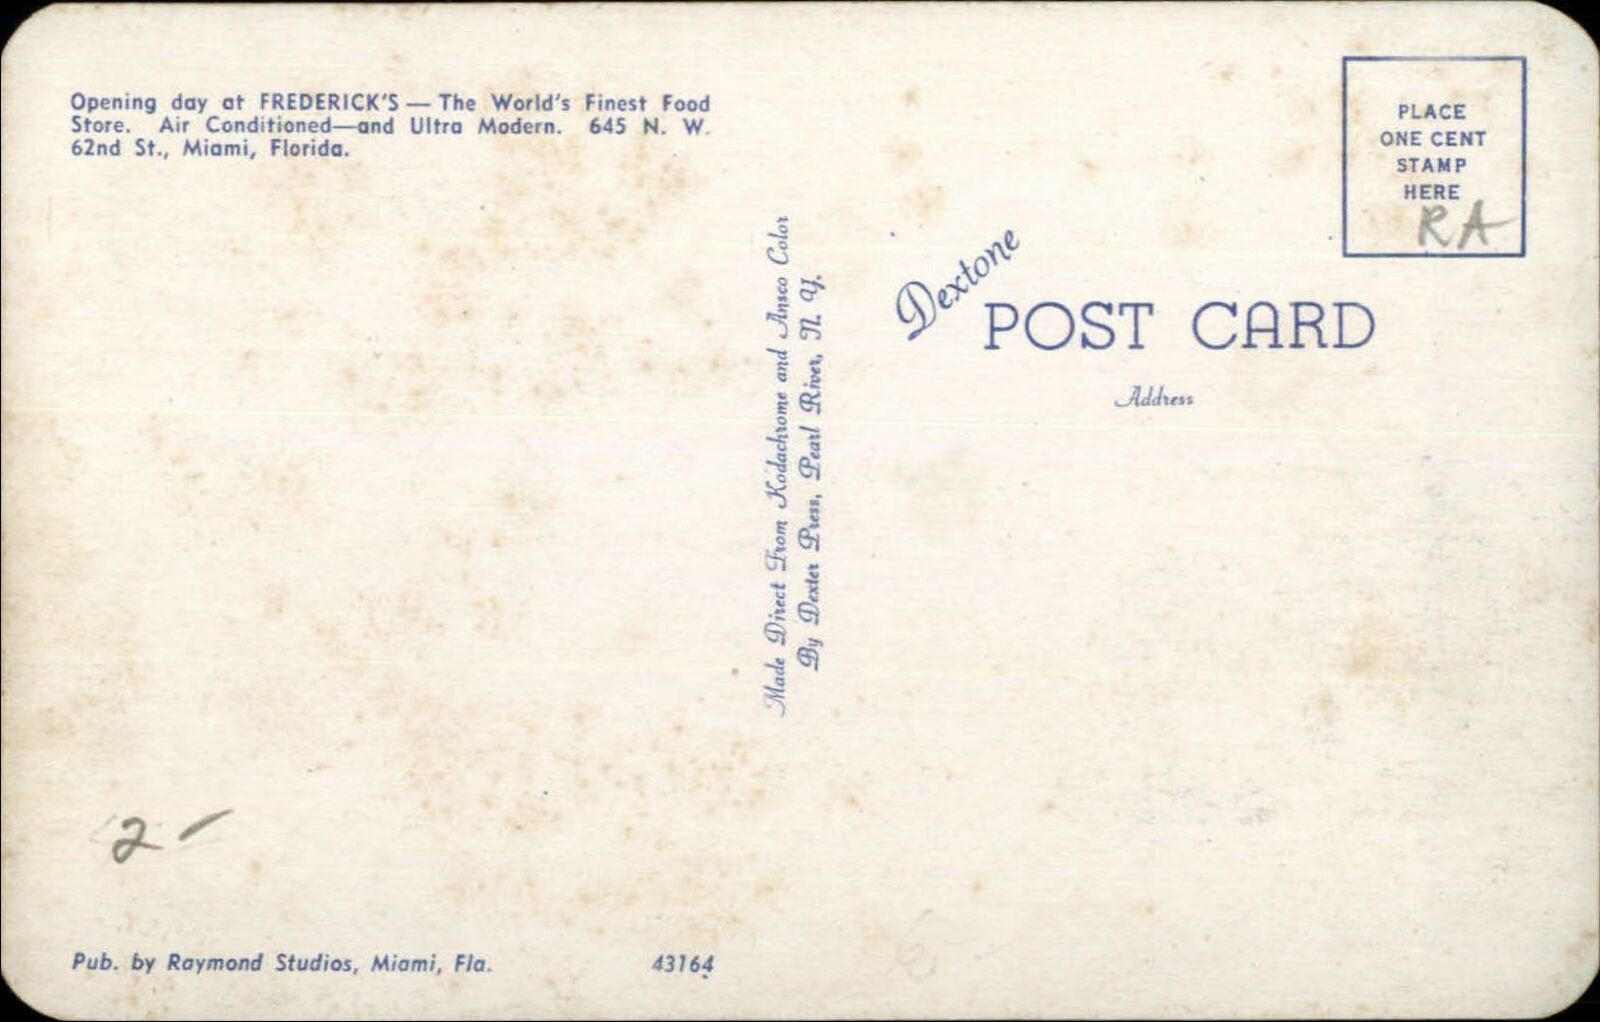 Opening day at FREDERICK'S — The World's Finest Food
Store. Air Conditioned—and Ultra Modern. 645 N. W.
62nd St., Miami, Florida.
PLACE
ONE CENT
STAMP
HERE
RA
Dextone
POST CARD
Address
Made Direct From Kodachrome and Ansco Color
By Dexter Press, Pearl River, N. Y.
2 -
Pub. by Raymond Studios, Miami, Fla. 43164